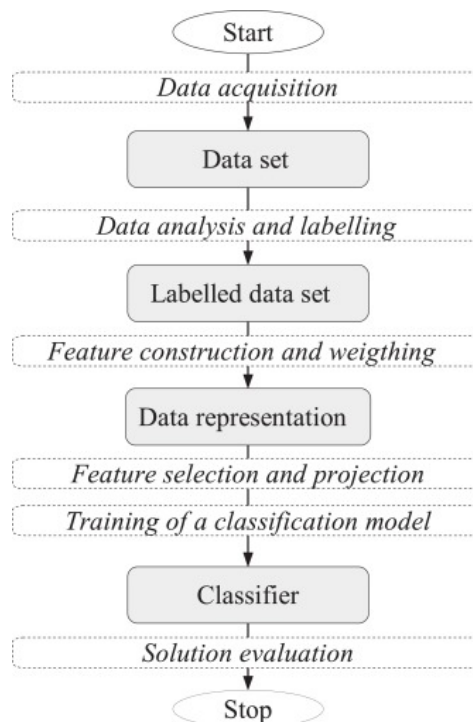 Start
Data acquisition
Data set
Data analysis and labelling
Labelled data set
Feature construction and weigthing
Data representation
Feature selection and projection
Training of a classification model
Classifier
Solution evaluation
Stop